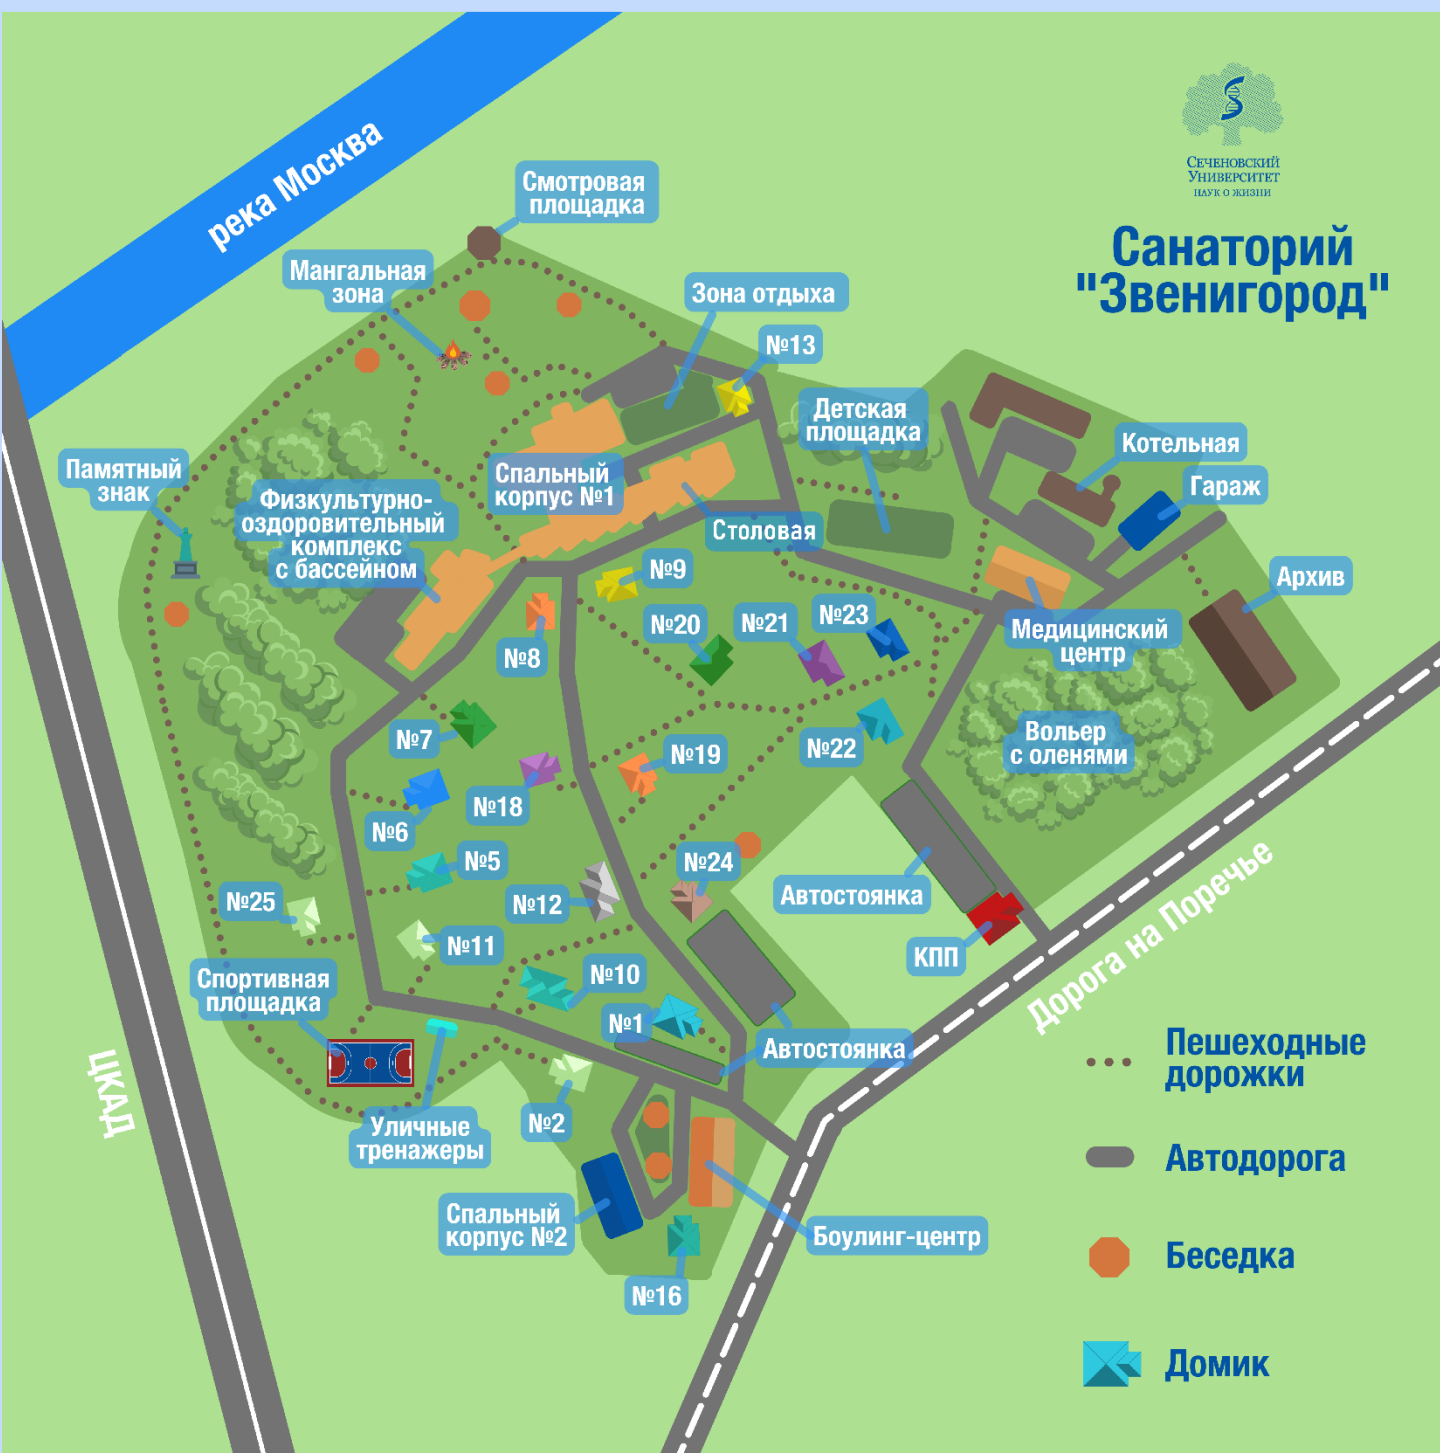 СЕЧЕНОВСКИЙ
УНИВЕРСИТЕТ
НАУК О ЖИЗНИ
Санаторий
"Звенигород"
река Москва
Смотровая
площадка
Мангальная
зона
Зона отдыха
№13
Детская
площадка
Котельная
Гараж
Памятный
знак
Физкультурно-
оздоровительный
комплекс
с бассейном
Спальный
корпус №1
Столовая
Архив
№9
№8
№20
№21
№23
Медицинский
центр
№7
№22
Вольер
с оленями
№19
№18
№6
№5
№24
№12
Автостоянка
№25
№11
КПП
Дорога на Поречье
Спортивная
площадка
№10
№1
Автостоянка
ЦКАД
Уличные
тренажеры
№2
Спальный
корпус №2
Боулинг-центр
№16
Пешеходные
дорожки
Автодорога
Беседка
Домик